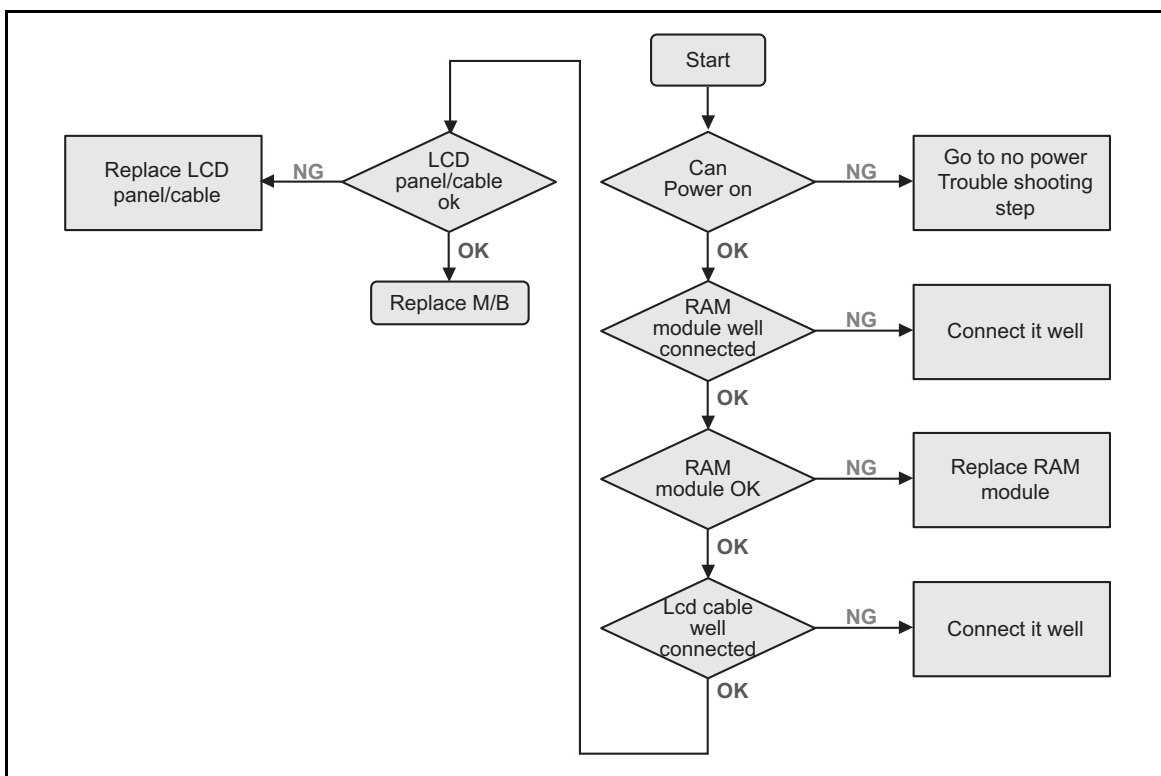 Start
Can
Power on
NG
Go to no power
Trouble shooting
step
OK
RAM
module well
connected
NG
Connect it well
OK
RAM
module OK
NG
Replace RAM
module
OK
Lcd cable
well
connected
NG
Connect it well
OK
LCD
panel/cable
ok
NG
Replace LCD
panel/cable
OK
Replace M/B